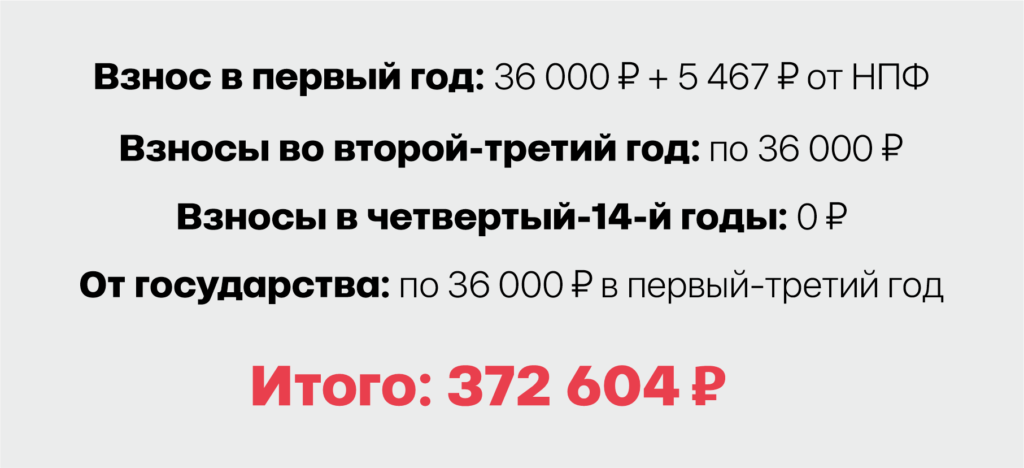 Взнос в первый год: 36 000 ₽ + 5 467 ₽ от НПФ
Взносы во второй-третий год: по 36 000 ₽
Взносы в четвертый-14-й годы: 0 ₽
От государства: по 36 000 ₽ в первый-третий год
Итого: 372 604 ₽